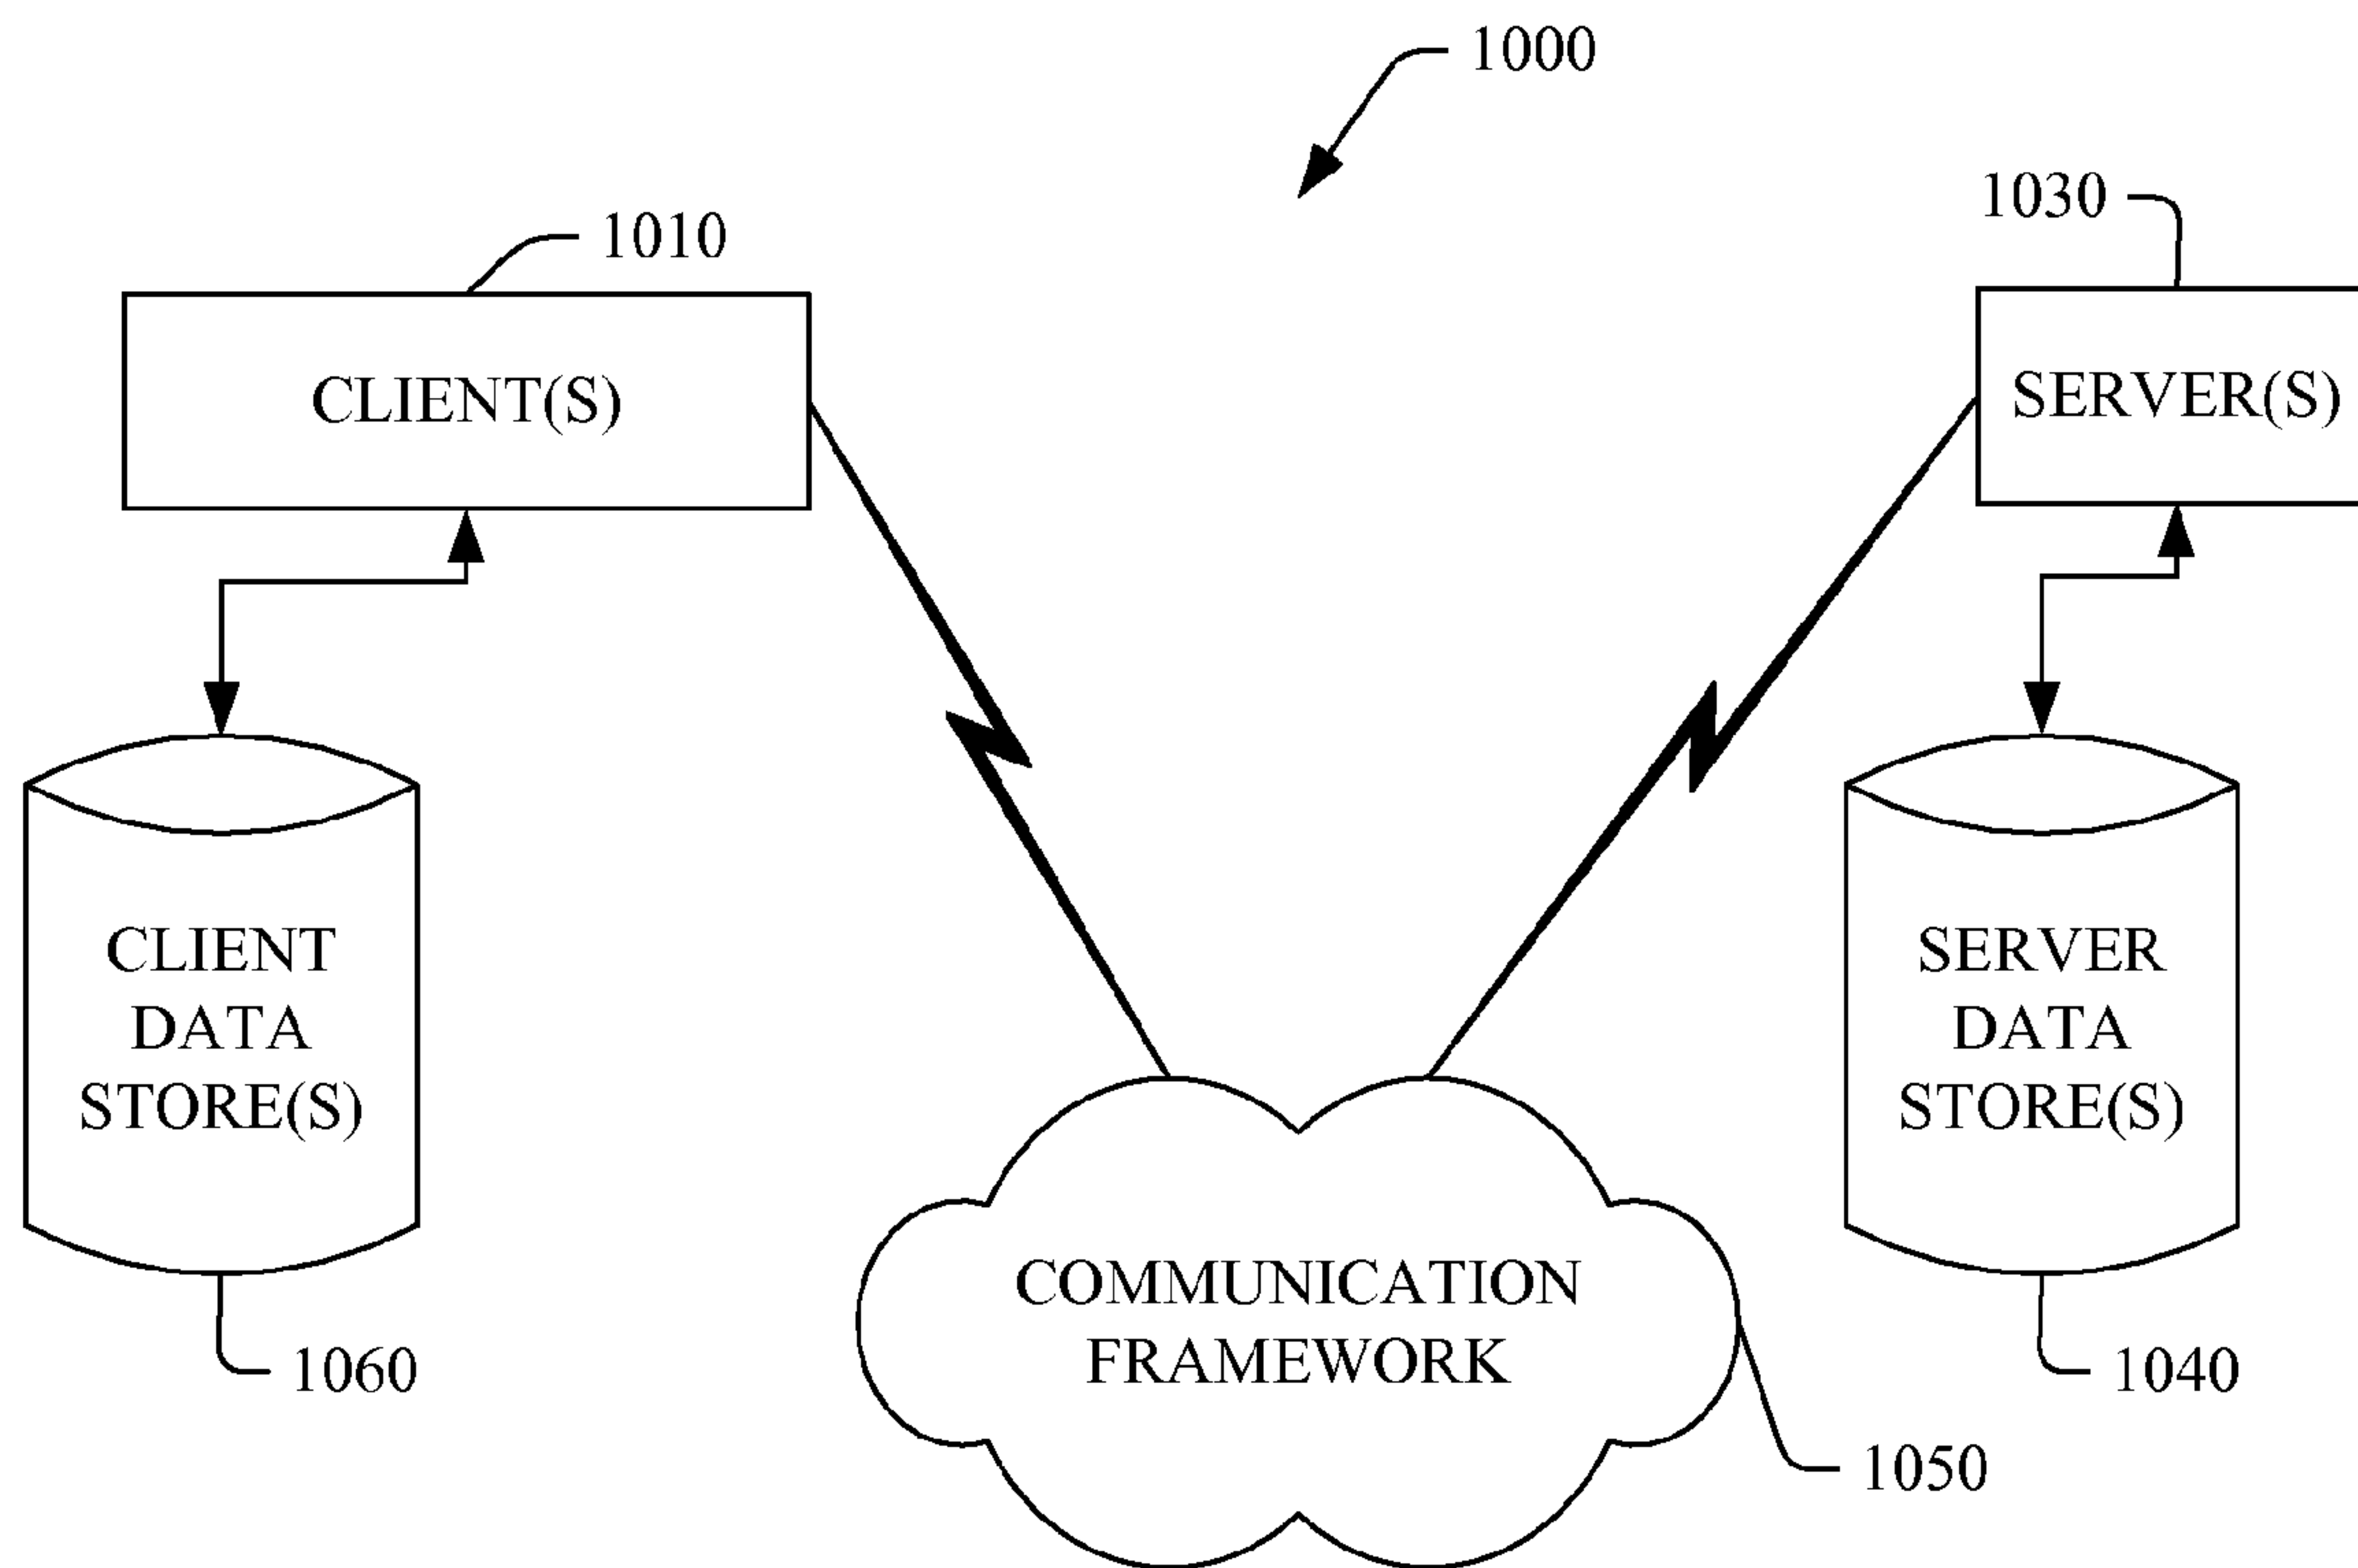 1000
1010
1030
CLIENT(S)
SERVER(S)
CLIENT
DATA
STORE(S)
SERVER
DATA
STORE(S)
COMMUNICATION
FRAMEWORK
1060
1040
1050